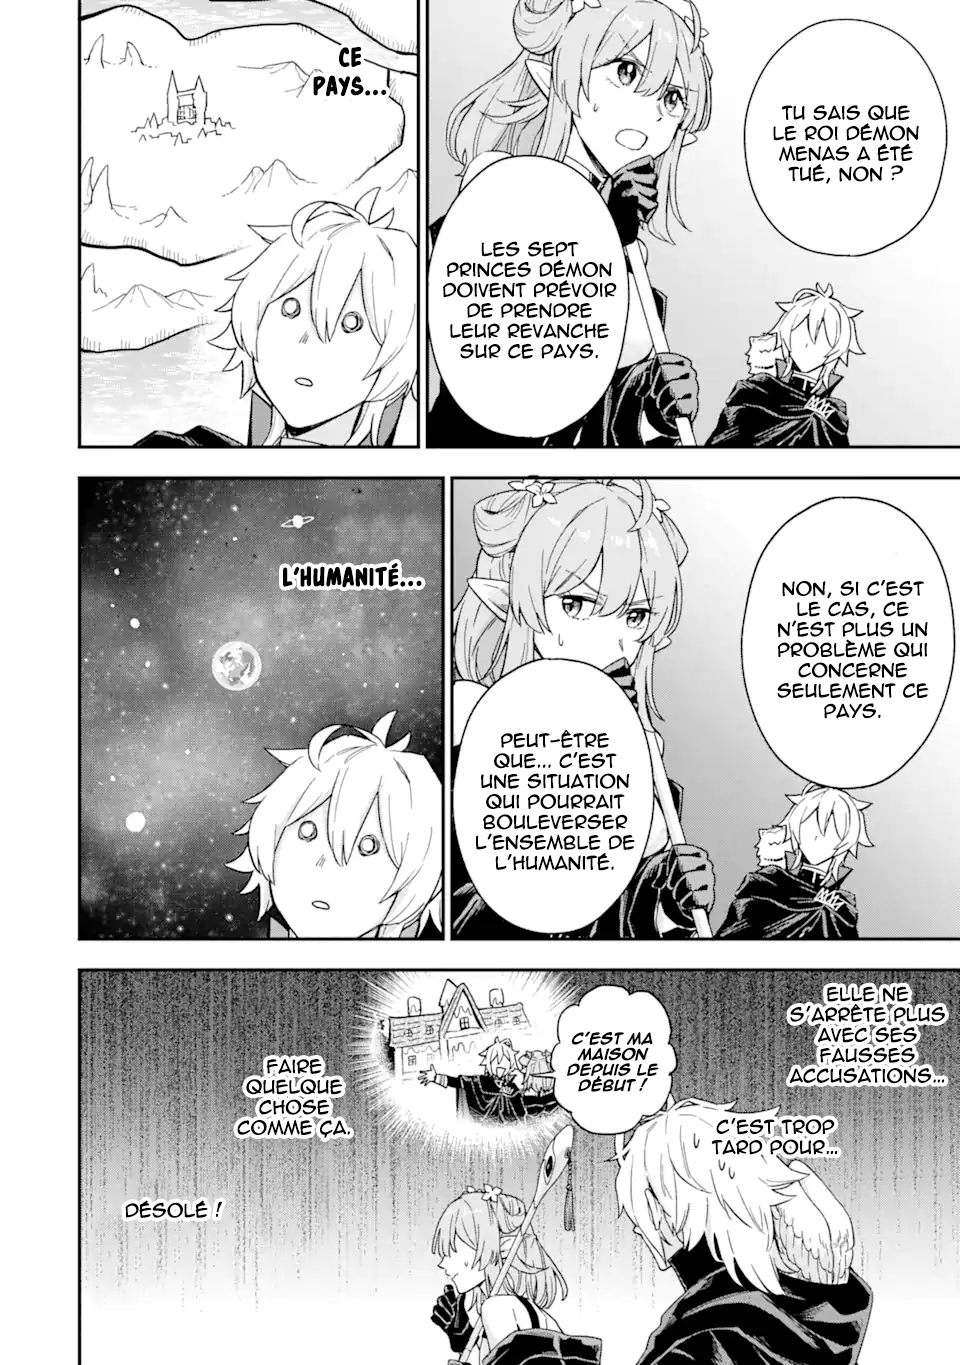 TU SAIS QUE
LE ROI DÉMON
MENAS A ÉTÉ
TUÉ, NON ?
LES SEPT
PRINCES DÉMON
DOIVENT PRÉVOIR
DE PRENDRE
LEUR REVANCHE
SUR CE PAYS.
CE
PAYS...
NON, SI C'EST
LE CAS, CE
N'EST PLUS UN
PROBLÈME QUI
CONCERNE
SEULEMENT CE
PAYS.
PEUT-ÊTRE
QUE... C'EST
UNE SITUATION
QUI POURRAIT
BOULEVERSER
L'ENSEMBLE DE
L'HUMANITÉ.
L'HUMANITÉ...
ELLE NE
S'ARRÊTE PLUS
AVEC SES
FAUSSES
ACCUSATIONS...
C'EST MA
MAISON
DEPUIS LE
DÉBUT !
C'EST TROP
TARD POUR...
FAIRE
QUELQUE
CHOSE
COMME ÇA.
DÉSOLÉ !